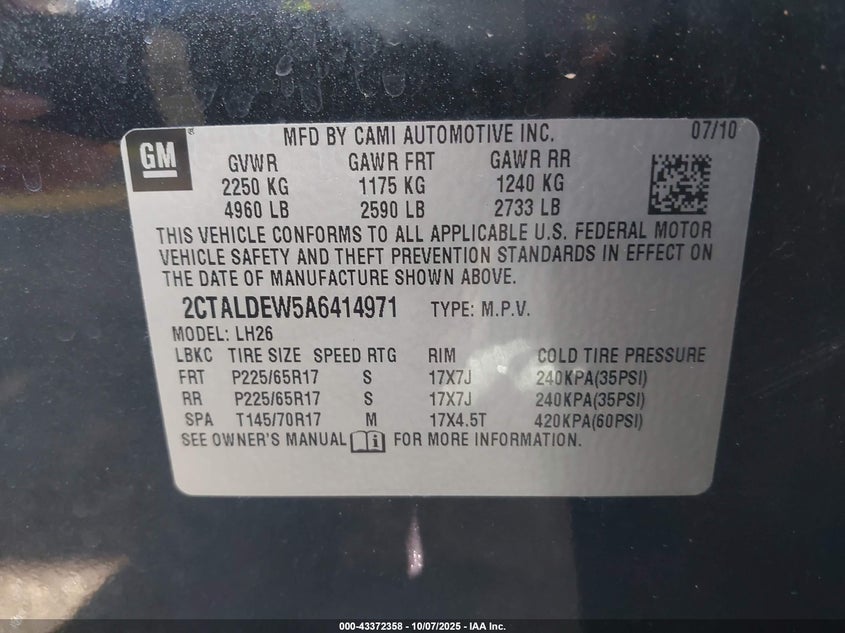 GM
MFD BY CAMI AUTOMOTIVE INC. 07/10
GVWR GAWR FRT GAWR RR
2250 KG 1175 KG 1240 KG
4960 LB 2590 LB 2733 LB
THIS VEHICLE CONFORMS TO ALL APPLICABLE U.S. FEDERAL MOTOR
VEHICLE SAFETY AND THEFT PREVENTION STANDARDS IN EFFECT ON
THE DATE OF MANUFACTURE SHOWN ABOVE.
2CTALDEW5A6414971 TYPE: M.P.V.
MODEL: LH26
LBKC TIRE SIZE SPEED RTG RIM COLD TIRE PRESSURE
FRT P225/65R17 S 17X7J 240KPA(35PSI)
RR P225/65R17 S 17X7J 240KPA(35PSI)
SPA T145/70R17 M 17X4.5T 420KPA(60PSI)
SEE OWNER'S MANUAL i FOR MORE INFORMATION.
000-43372358 - 10/07/2025 - IAA Inc.